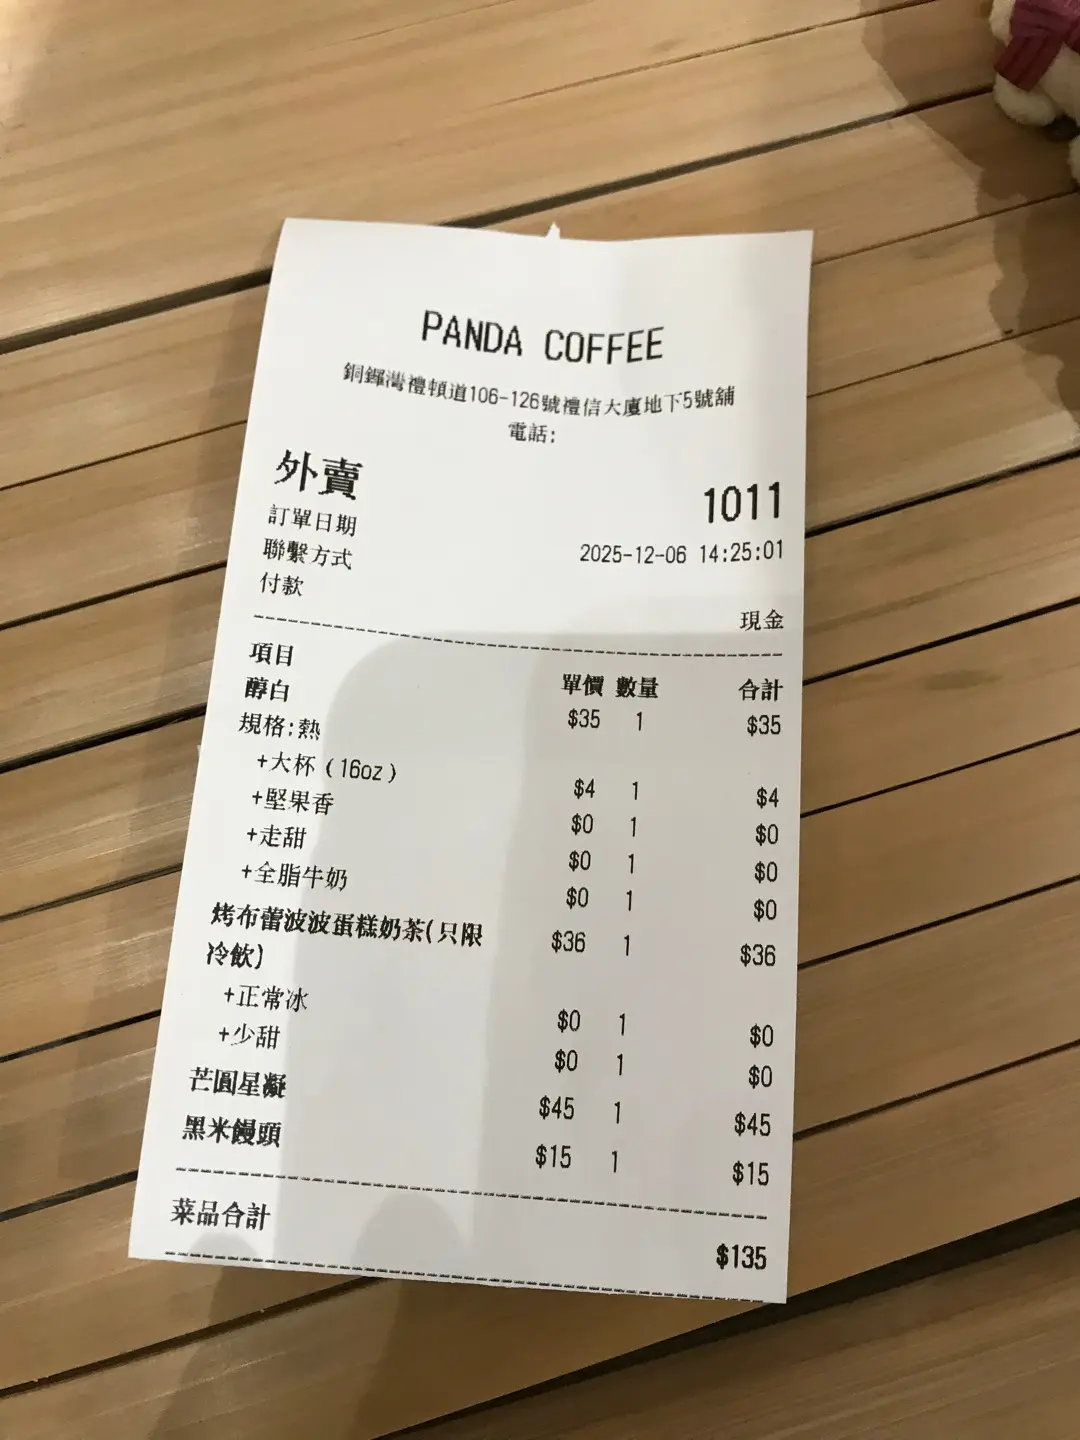 PANDA COFFEE
銅鑼灣禮頓道106-126號禮信大廈地下5號舖
電話:
外賣 1011
訂單日期 2025-12-06 14:25:01
聯繫方式
付款 現金
項目 單價 數量 合計
醇白 $35 1 $35
規格:熱
+大杯（16oz） $4 1 $4
+堅果香 $0 1 $0
+走甜 $0 1 $0
+全脂牛奶 $0 1 $0
烤布蕾波波蛋糕奶茶(只限 $36 1 $36
冷飲)
+正常冰 $0 1 $0
+少甜 $0 1 $0
芒圓星凝 $45 1 $45
黑米饅頭 $15 1 $15
菜品合計 $135